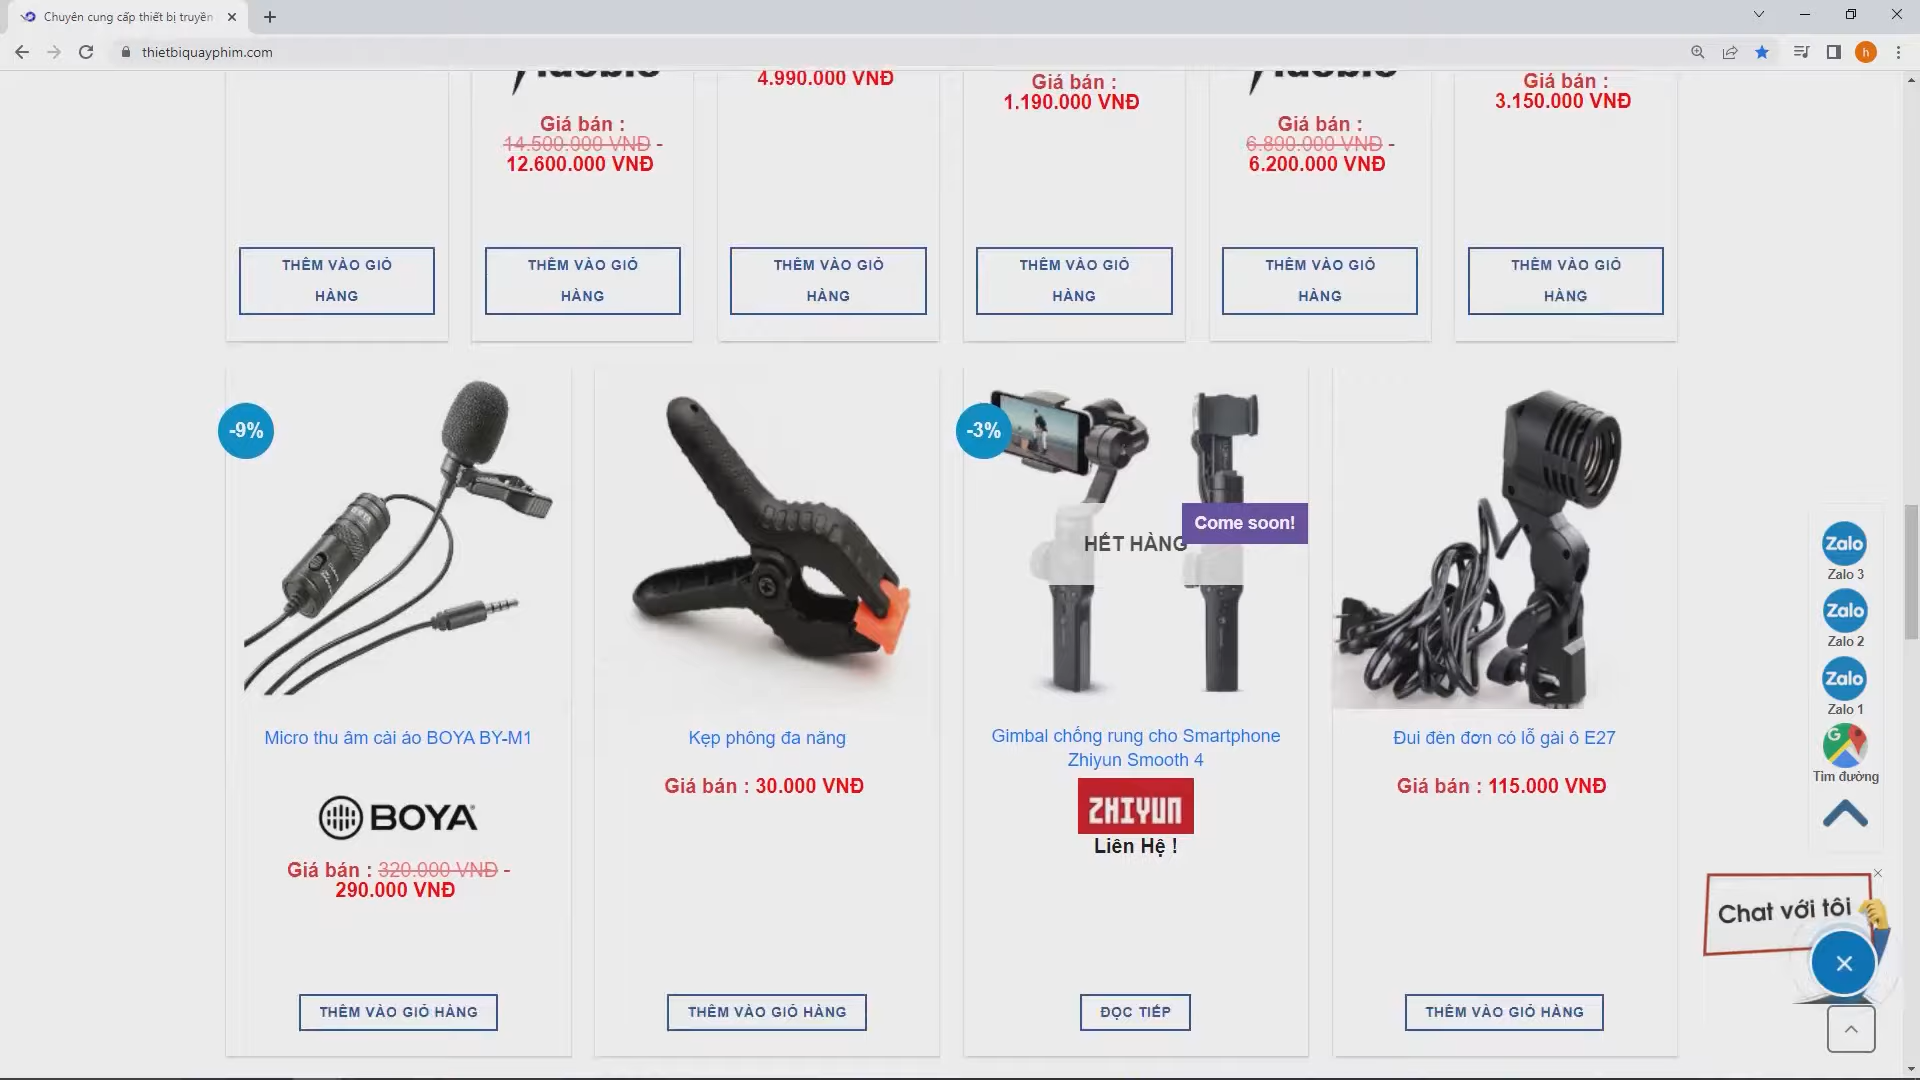 Chuyên cung cấp thiết bị truyền
thietbiquayphim.com
h
4.990.000 VNĐ
Giá bán :
1.190.000 VNĐ
Giá bán :
3.150.000 VNĐ
Giá bán :
14.500.000 VNĐ -
12.600.000 VNĐ
Giá bán :
6.890.000 VNĐ -
6.200.000 VNĐ
THÊM VÀO GIỎ
HÀNG
THÊM VÀO GIỎ
HÀNG
THÊM VÀO GIỎ
HÀNG
THÊM VÀO GIỎ
HÀNG
THÊM VÀO GIỎ
HÀNG
THÊM VÀO GIỎ
HÀNG
-9%
-3%
Come soon!
HẾT HÀNG
Micro thu âm cài áo BOYA BY-M1
BOYA
Giá bán : 320.000 VNĐ -
290.000 VNĐ
THÊM VÀO GIỎ HÀNG
Kẹp phông đa năng
Giá bán : 30.000 VNĐ
THÊM VÀO GIỎ HÀNG
Gimbal chống rung cho Smartphone
Zhiyun Smooth 4
ZHIYUN
Liên Hệ !
ĐỌC TIẾP
Đui đèn đơn có lỗ gài ô E27
Giá bán : 115.000 VNĐ
THÊM VÀO GIỎ HÀNG
Zalo
Zalo 3
Zalo
Zalo 2
Zalo
Zalo 1
G
Tìm đường
Chat với tôi